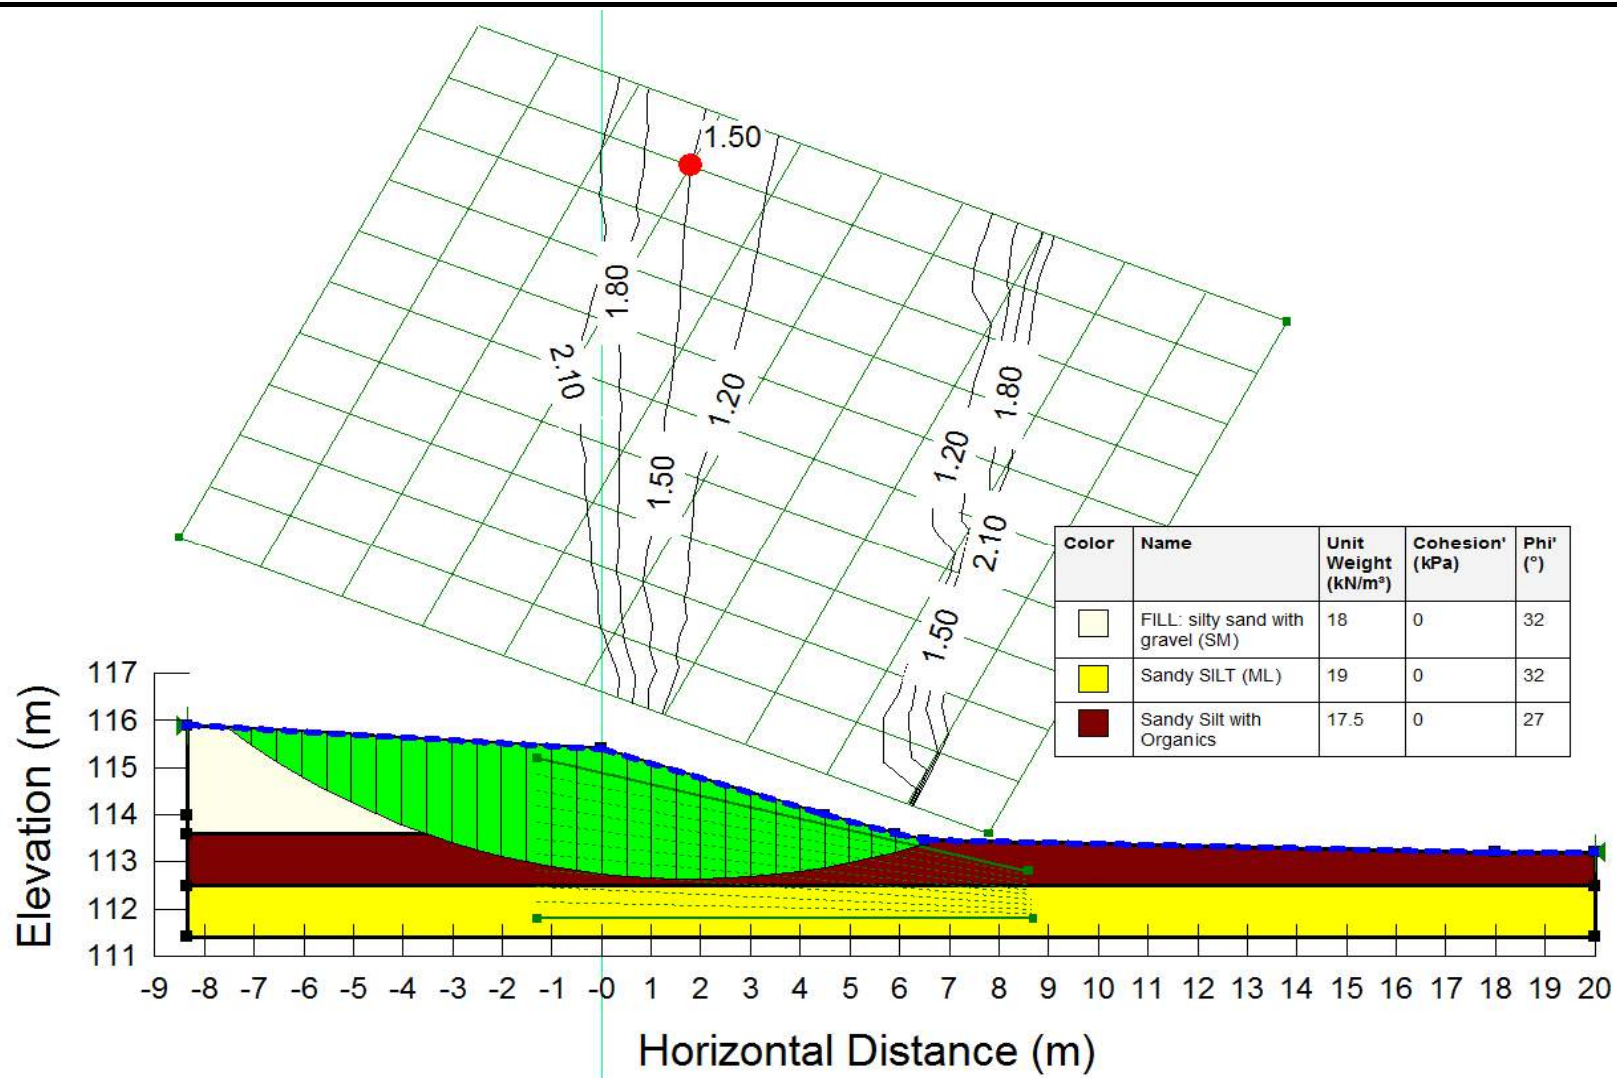 1.50
1.80
2.10
1.80
1.20
1.20
1.50
2.10
1.50
Color Name Unit Weight (kN/m³) Cohesion' (kPa) Phi' (°)
FILL: silty sand with gravel (SM) 18 0 32
Sandy SILT (ML) 19 0 32
Sandy Silt with Organics 17.5 0 27
Elevation (m)
117
116
115
114
113
112
111
-9 -8 -7 -6 -5 -4 -3 -2 -1 -0 1 2 3 4 5 6 7 8 9 10 11 12 13 14 15 16 17 18 19 20
Horizontal Distance (m)